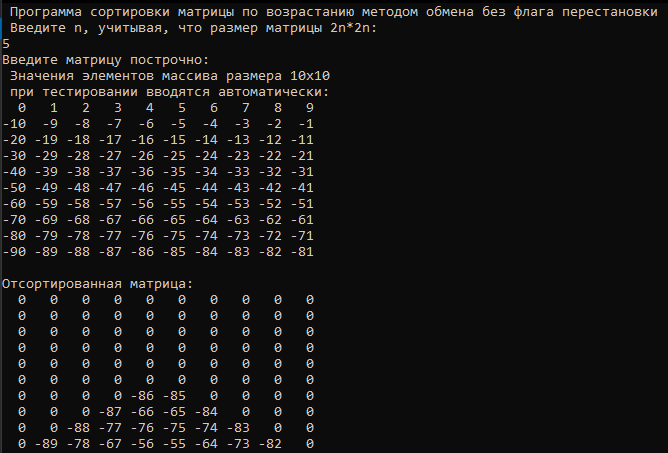 Программа сортировки матрицы по возрастанию методом обмена без флага перестановки
Введите n, учитывая, что размер матрицы 2n*2n:
5
Введите матрицу построчно:
Значения элементов массива размера 10x10
при тестировании вводятся автоматически:
0 1 2 3 4 5 6 7 8 9
-10 -9 -8 -7 -6 -5 -4 -3 -2 -1
-20 -19 -18 -17 -16 -15 -14 -13 -12 -11
-30 -29 -28 -27 -26 -25 -24 -23 -22 -21
-40 -39 -38 -37 -36 -35 -34 -33 -32 -31
-50 -49 -48 -47 -46 -45 -44 -43 -42 -41
-60 -59 -58 -57 -56 -55 -54 -53 -52 -51
-70 -69 -68 -67 -66 -65 -64 -63 -62 -61
-80 -79 -78 -77 -76 -75 -74 -73 -72 -71
-90 -89 -88 -87 -86 -85 -84 -83 -82 -81
Отсортированная матрица:
0 0 0 0 0 0 0 0 0 0
0 0 0 0 0 0 0 0 0 0
0 0 0 0 0 0 0 0 0 0
0 0 0 0 0 0 0 0 0 0
0 0 0 0 0 0 0 0 0 0
0 0 0 0 0 0 0 0 0 0
0 0 0 0 -86 -85 0 0 0 0
0 0 0 -87 -66 -65 -84 0 0 0
0 0 -88 -77 -76 -75 -74 -83 0 0
0 -89 -78 -67 -56 -55 -64 -73 -82 0